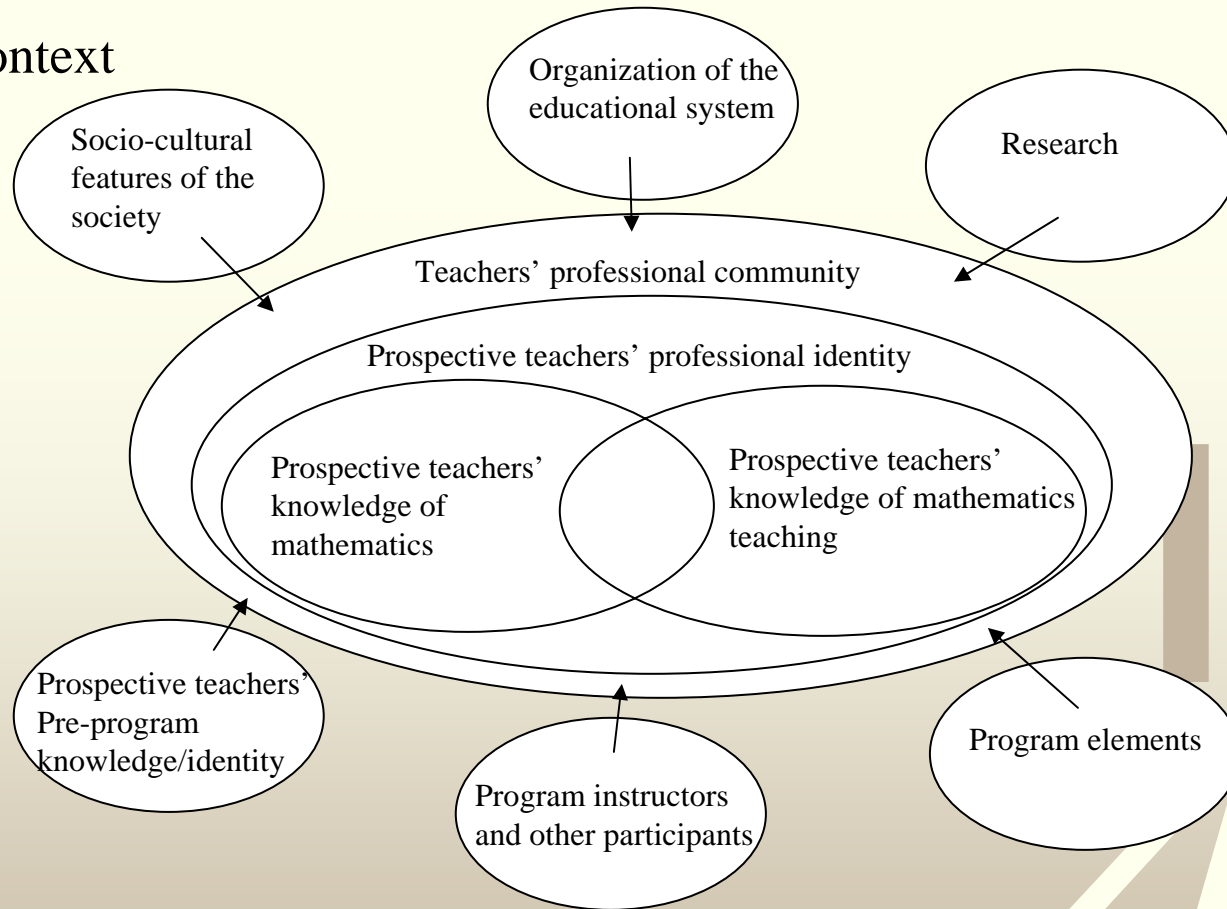 ontext
Organization of the
educational system
Socio-cultural
features of the
society
Research
Teachers’ professional community
Prospective teachers’ professional identity
Prospective teachers’
knowledge of
mathematics
Prospective teachers’
knowledge of mathematics
teaching
Prospective teachers’
Pre-program
knowledge/identity
Program instructors
and other participants
Program elements